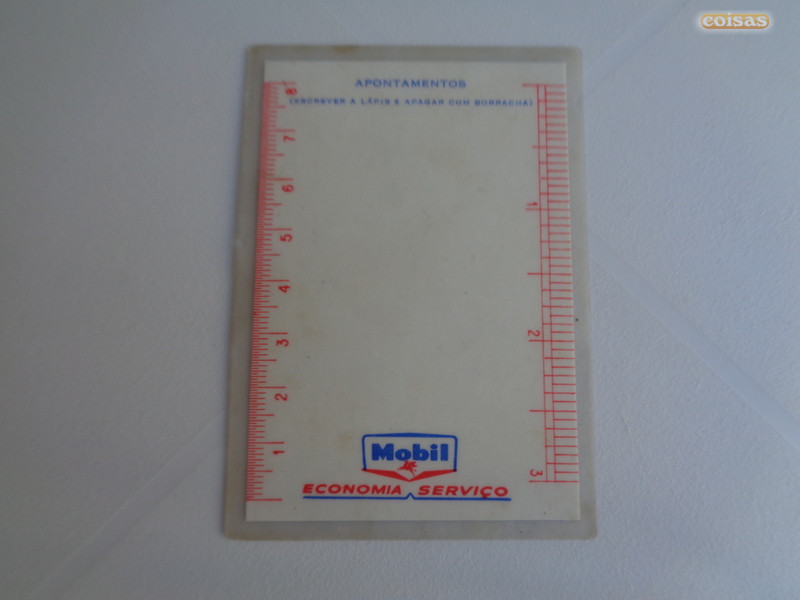 coisas
APONTAMENTOS
(ESCREVER A LÁPIS E APAGAR COM BORRACHA)
8
7
6
5
4
3
2
1
1
2
3
Mobil
ECONOMIA SERVIÇO